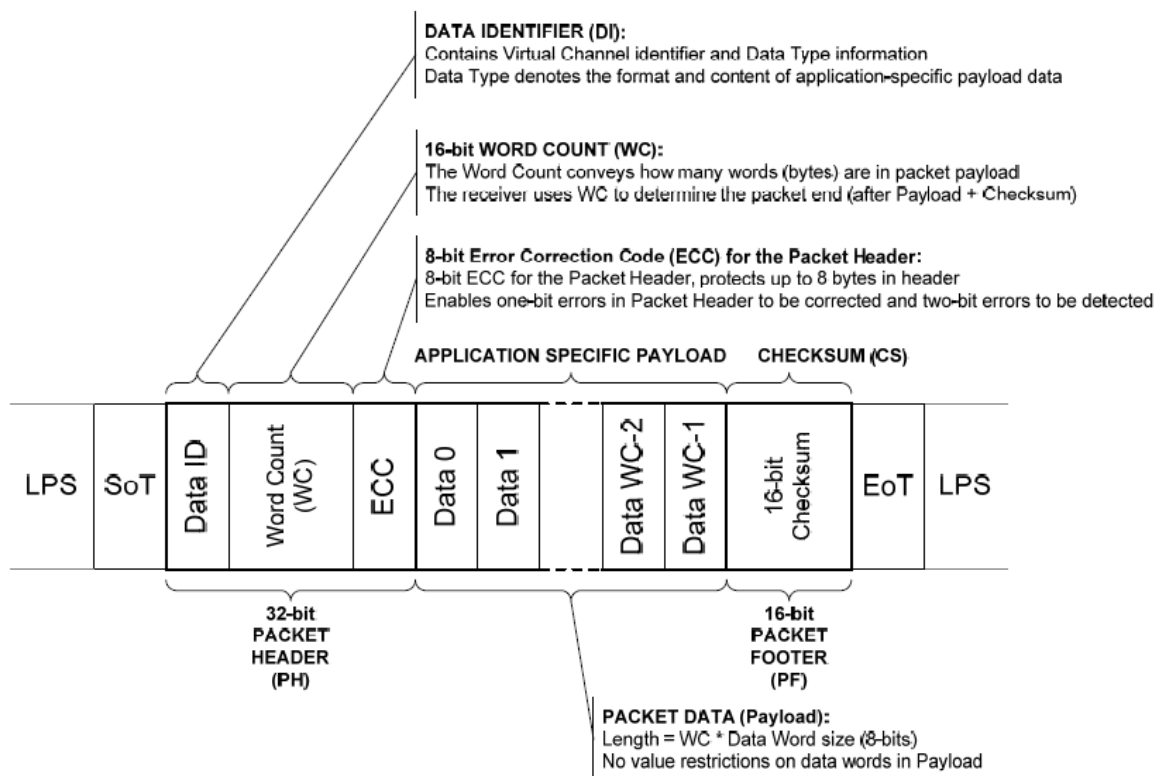 DATA IDENTIFIER (DI):
Contains Virtual Channel identifier and Data Type information
Data Type denotes the format and content of application-specific payload data
16-bit WORD COUNT (WC):
The Word Count conveys how many words (bytes) are in packet payload
The receiver uses WC to determine the packet end (after Payload + Checksum)
8-bit Error Correction Code (ECC) for the Packet Header:
8-bit ECC for the Packet Header, protects up to 8 bytes in header
Enables one-bit errors in Packet Header to be corrected and two-bit errors to be detected
APPLICATION SPECIFIC PAYLOAD
CHECKSUM (CS)
LPS
SoT
Data ID
Word Count
(WC)
ECC
Data 0
Data 1
Data WC-2
Data WC-1
16-bit
Checksum
EoT
LPS
32-bit
PACKET
HEADER
(PH)
16-bit
PACKET
FOOTER
(PF)
PACKET DATA (Payload):
Length = WC * Data Word size (8-bits)
No value restrictions on data words in Payload